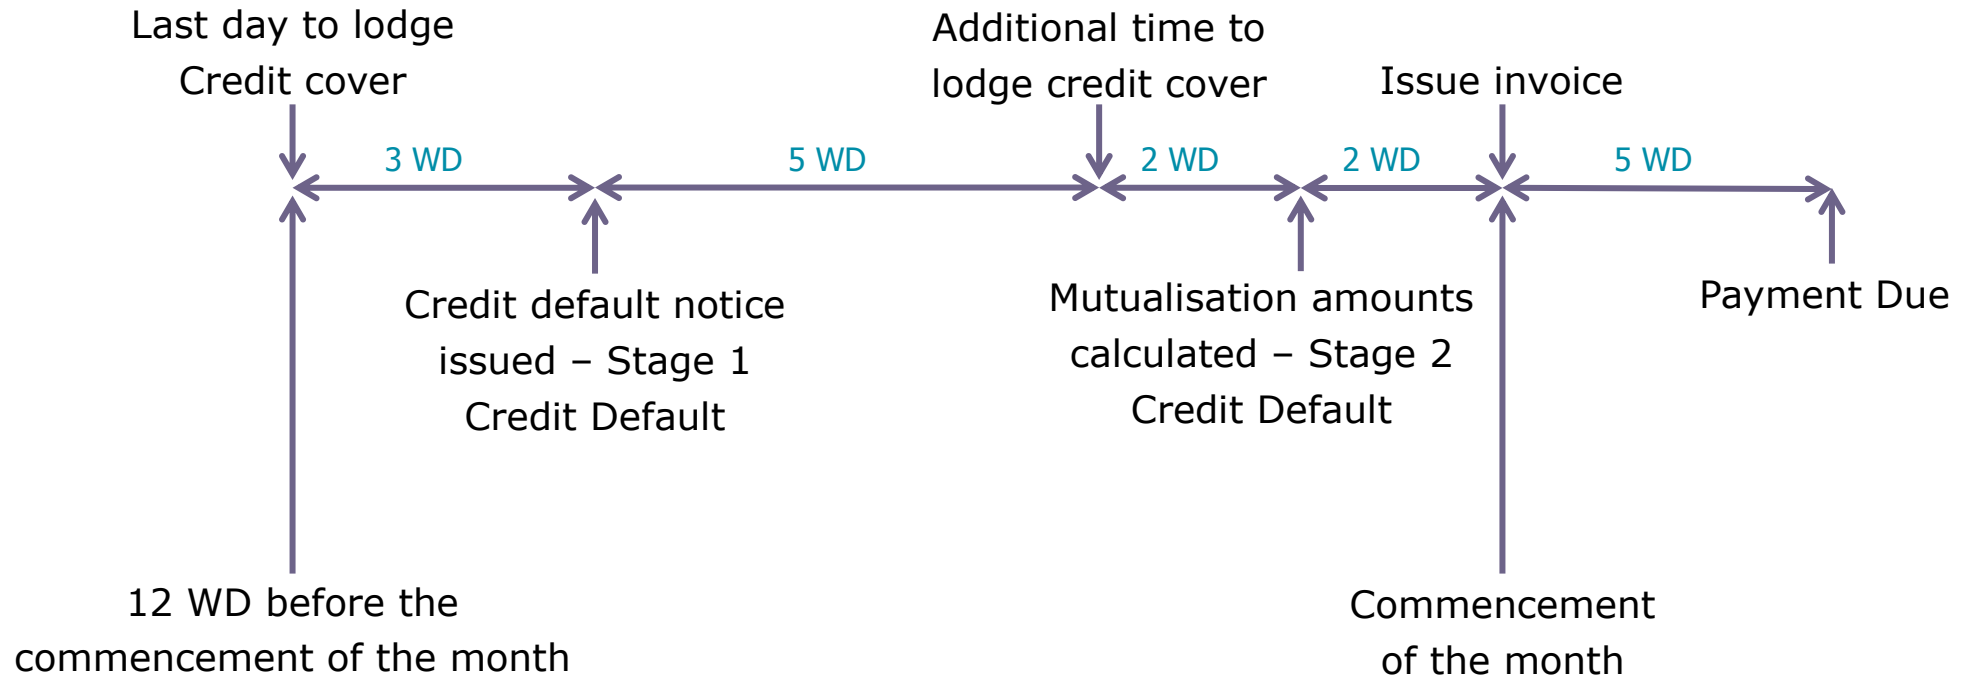 Last day to lodge
Credit cover
Additional time to
lodge credit cover
Issue invoice
3 WD
5 WD
2 WD
2 WD
5 WD
Credit default notice
issued – Stage 1
Credit Default
Mutualisation amounts
calculated – Stage 2
Credit Default
Payment Due
12 WD before the
commencement of the month
Commencement
of the month